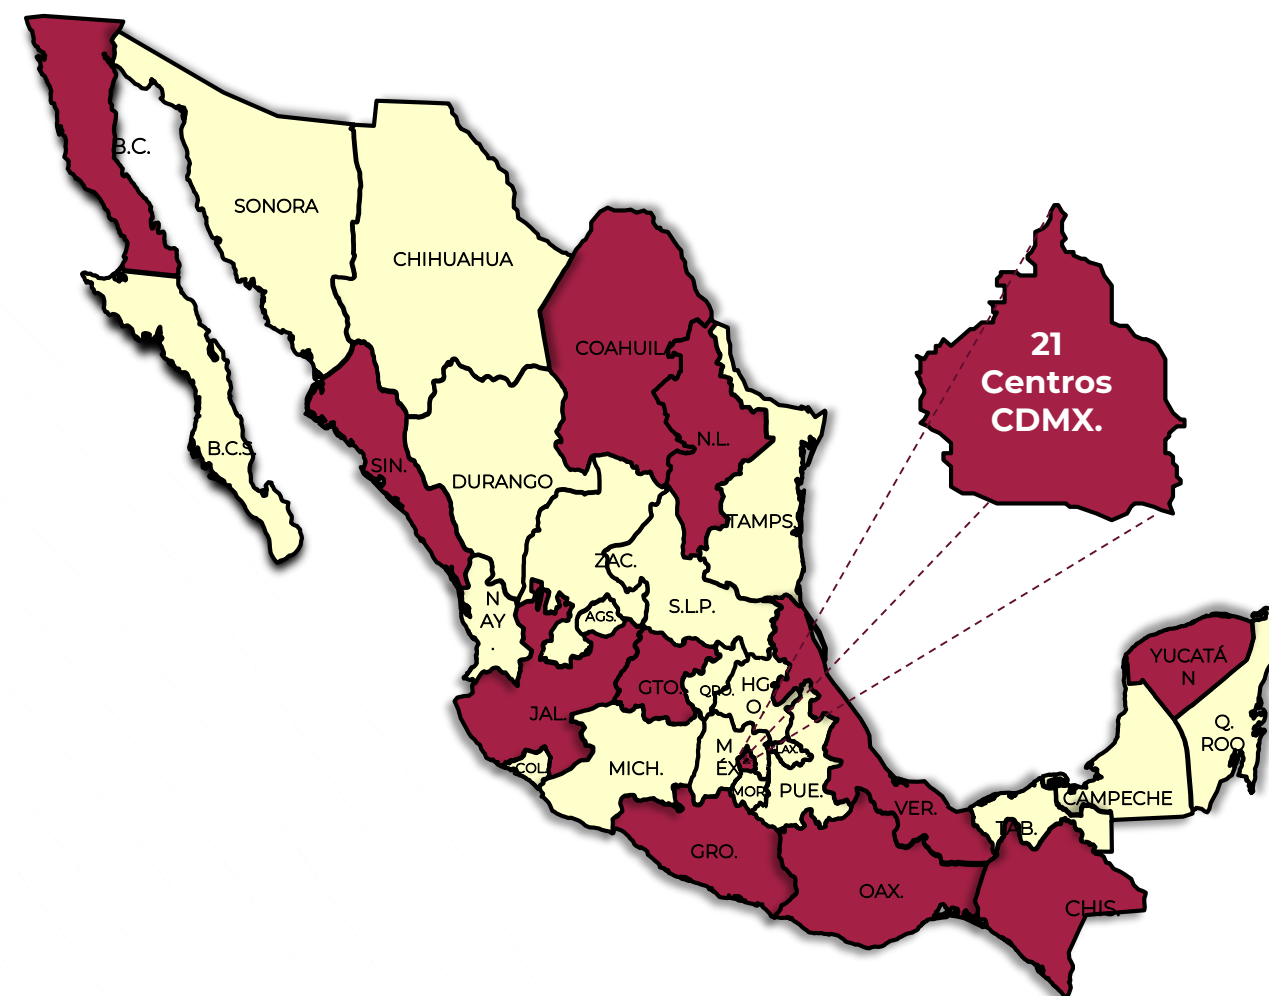 B.C.
SONORA
CHIHUAHUA
COAHUIL
21
Centros
CDMX.
B.C.S.
SIN.
DURANGO
N.L.
TAMPS.
ZAC.
N
AY
.
AGS.
S.L.P.
GTO.
QRO.
HG
O.
JAL.
COL.
MICH.
M
ÉX
TLAX.
MOR.
PUE.
VER.
GRO.
OAX.
TAB.
CHIS.
CAMPECHE
YUCATÁ
N
Q.
ROO